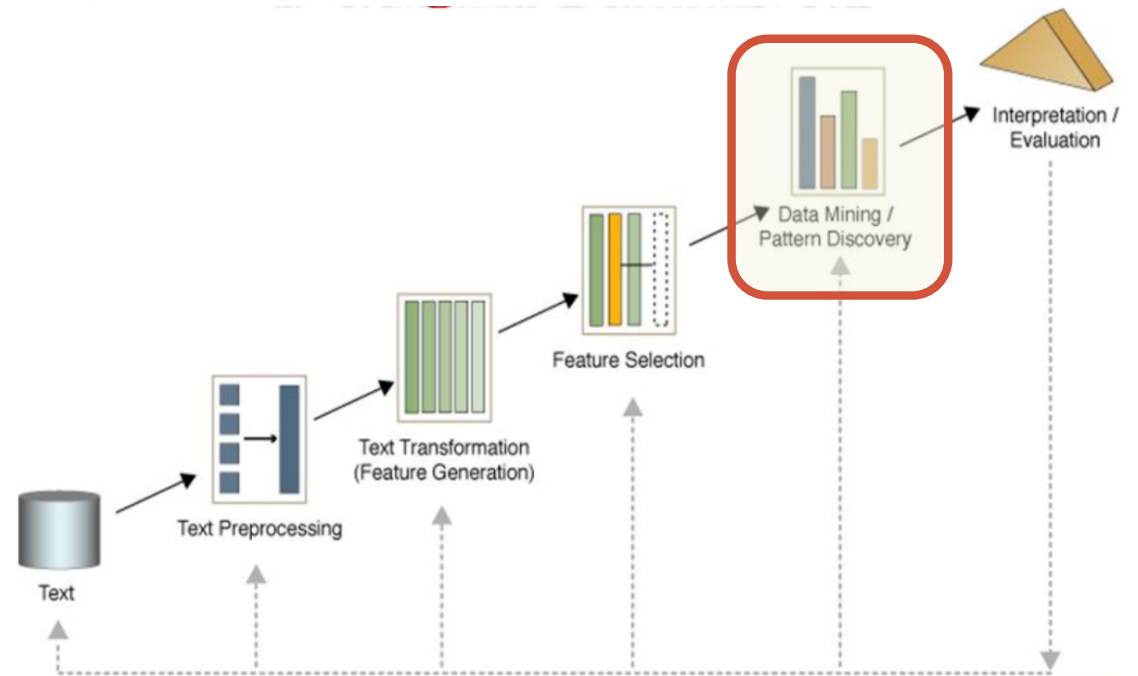 Interpretation /
Evaluation
Data Mining /
Pattern Discovery
Feature Selection
Text Transformation
(Feature Generation)
Text Preprocessing
Text